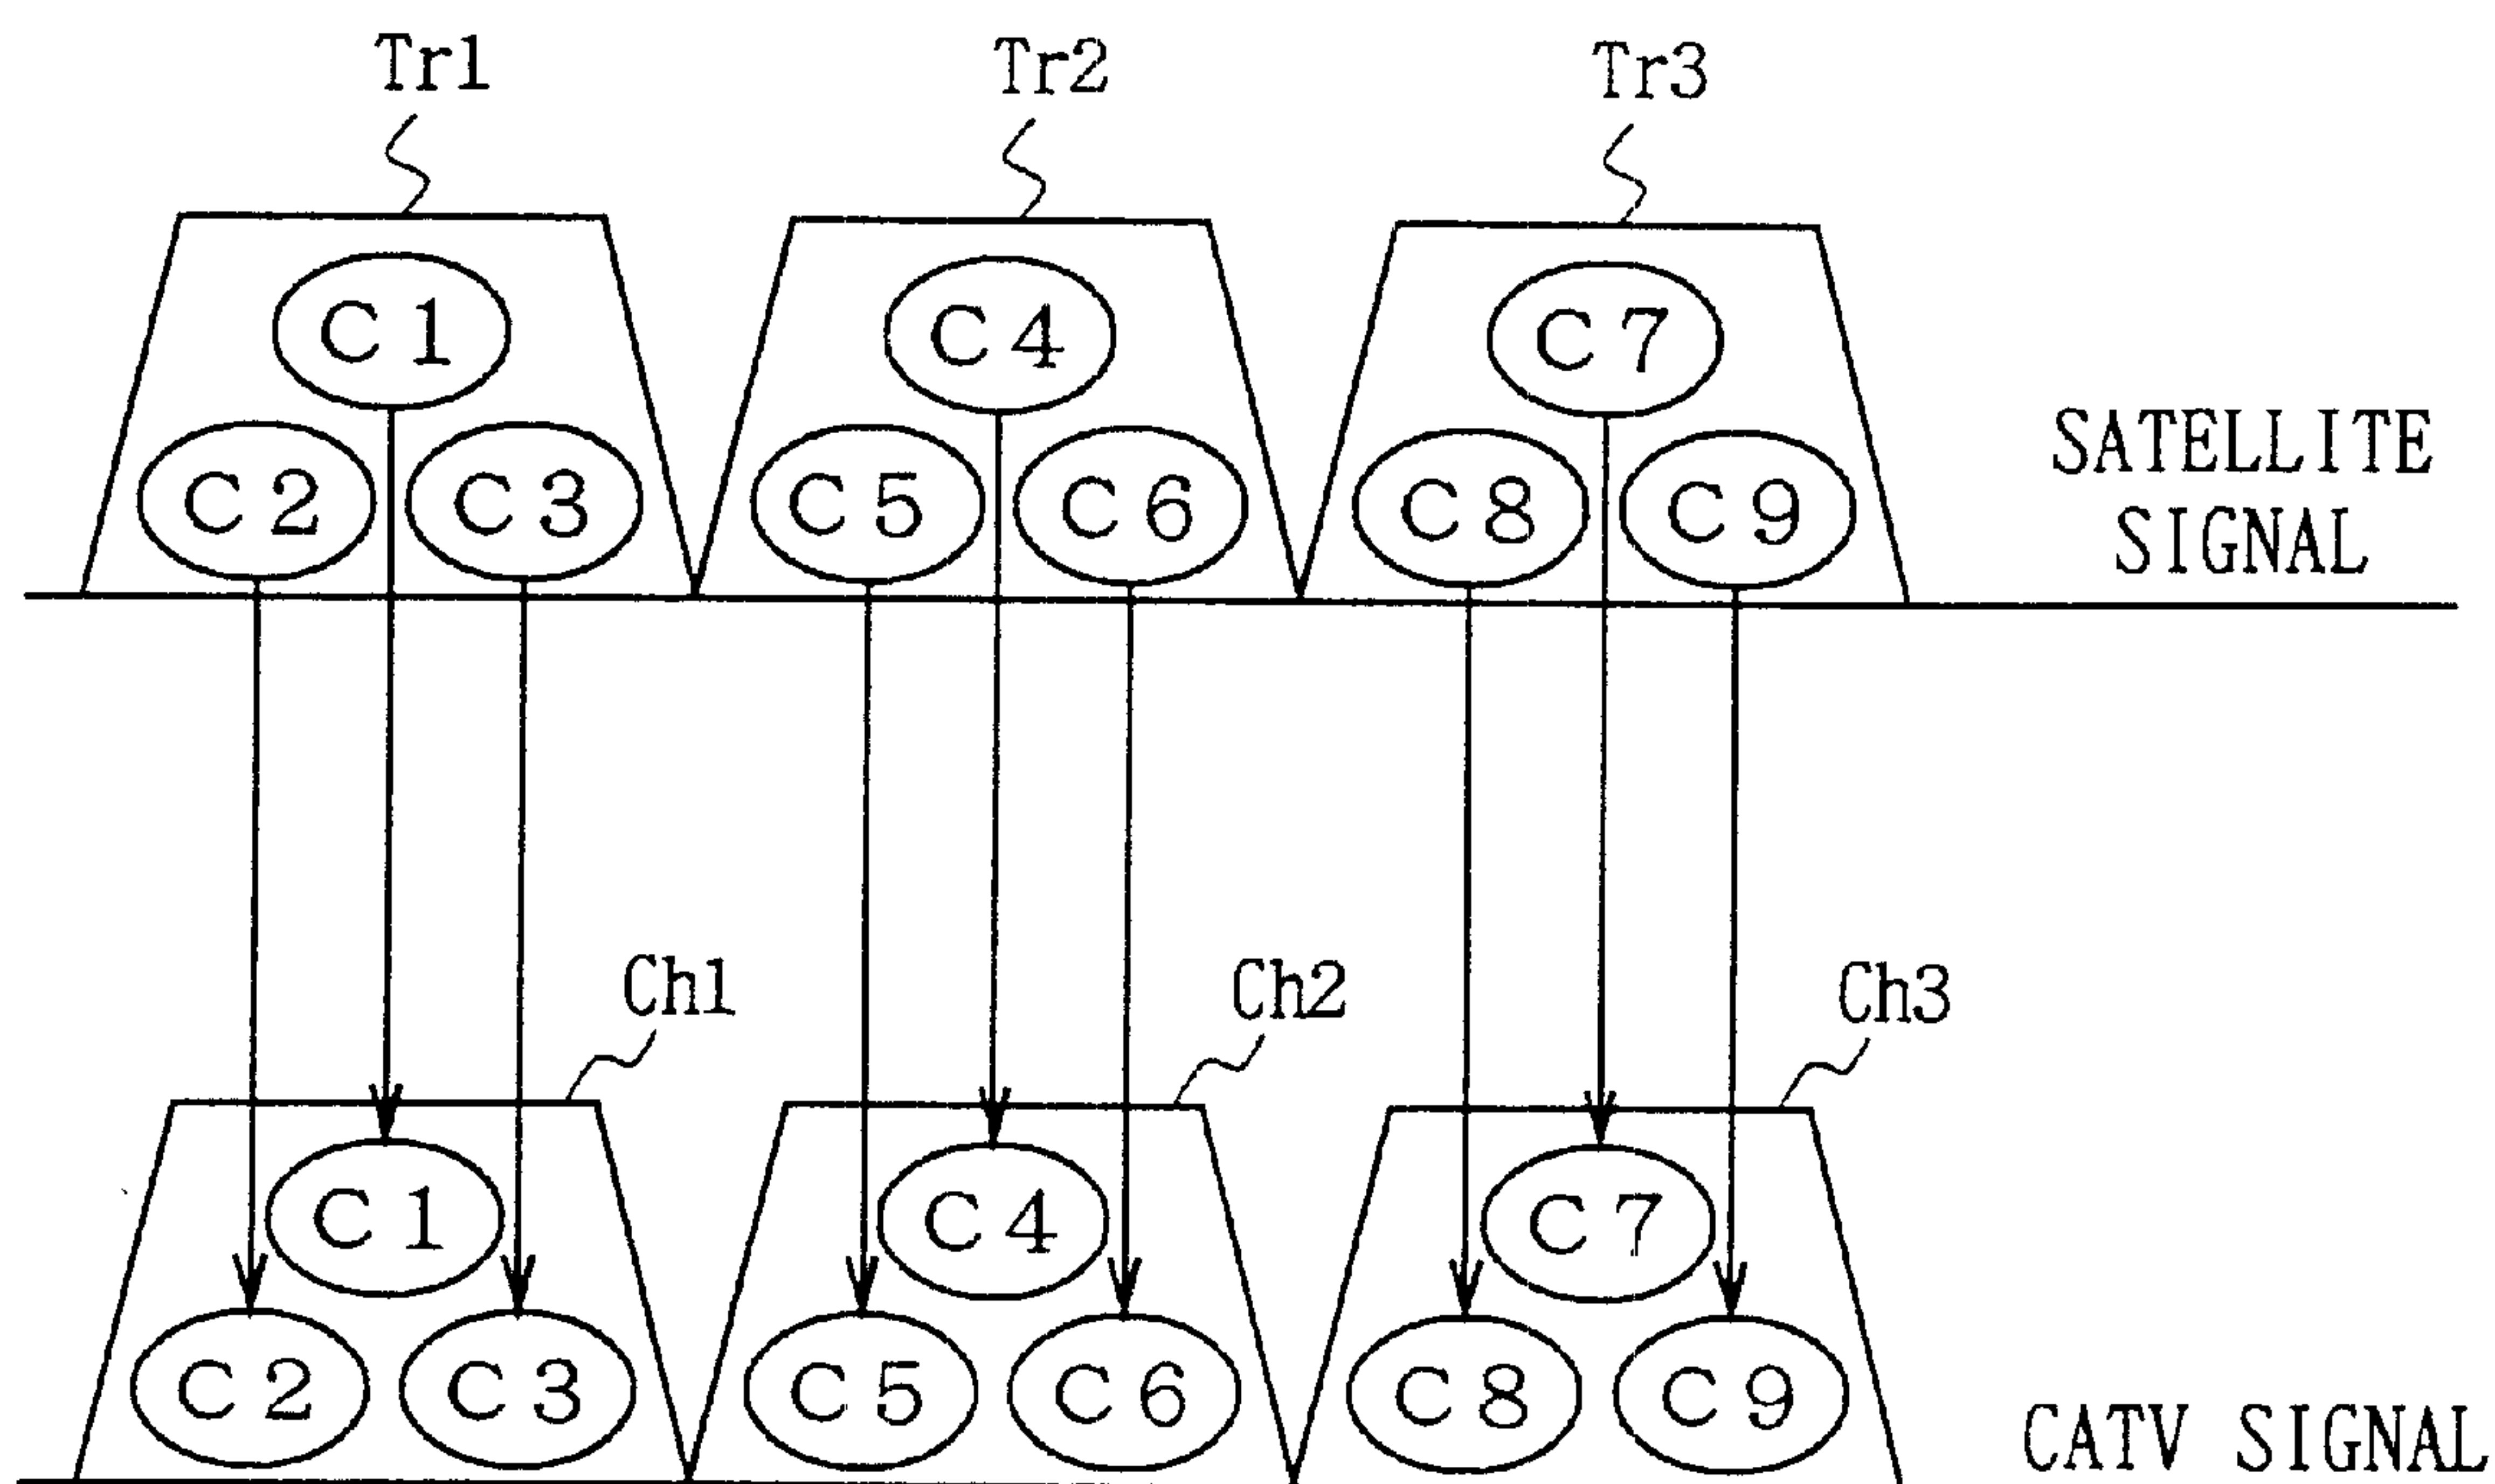 Tr1 Tr2 Tr3
C1 C4 C7
C2 C3 C5 C6 C8 C9
SATELLITE
SIGNAL
Ch1 Ch2 Ch3
C1 C4 C7
C2 C3 C5 C6 C8 C9
CATV SIGNAL